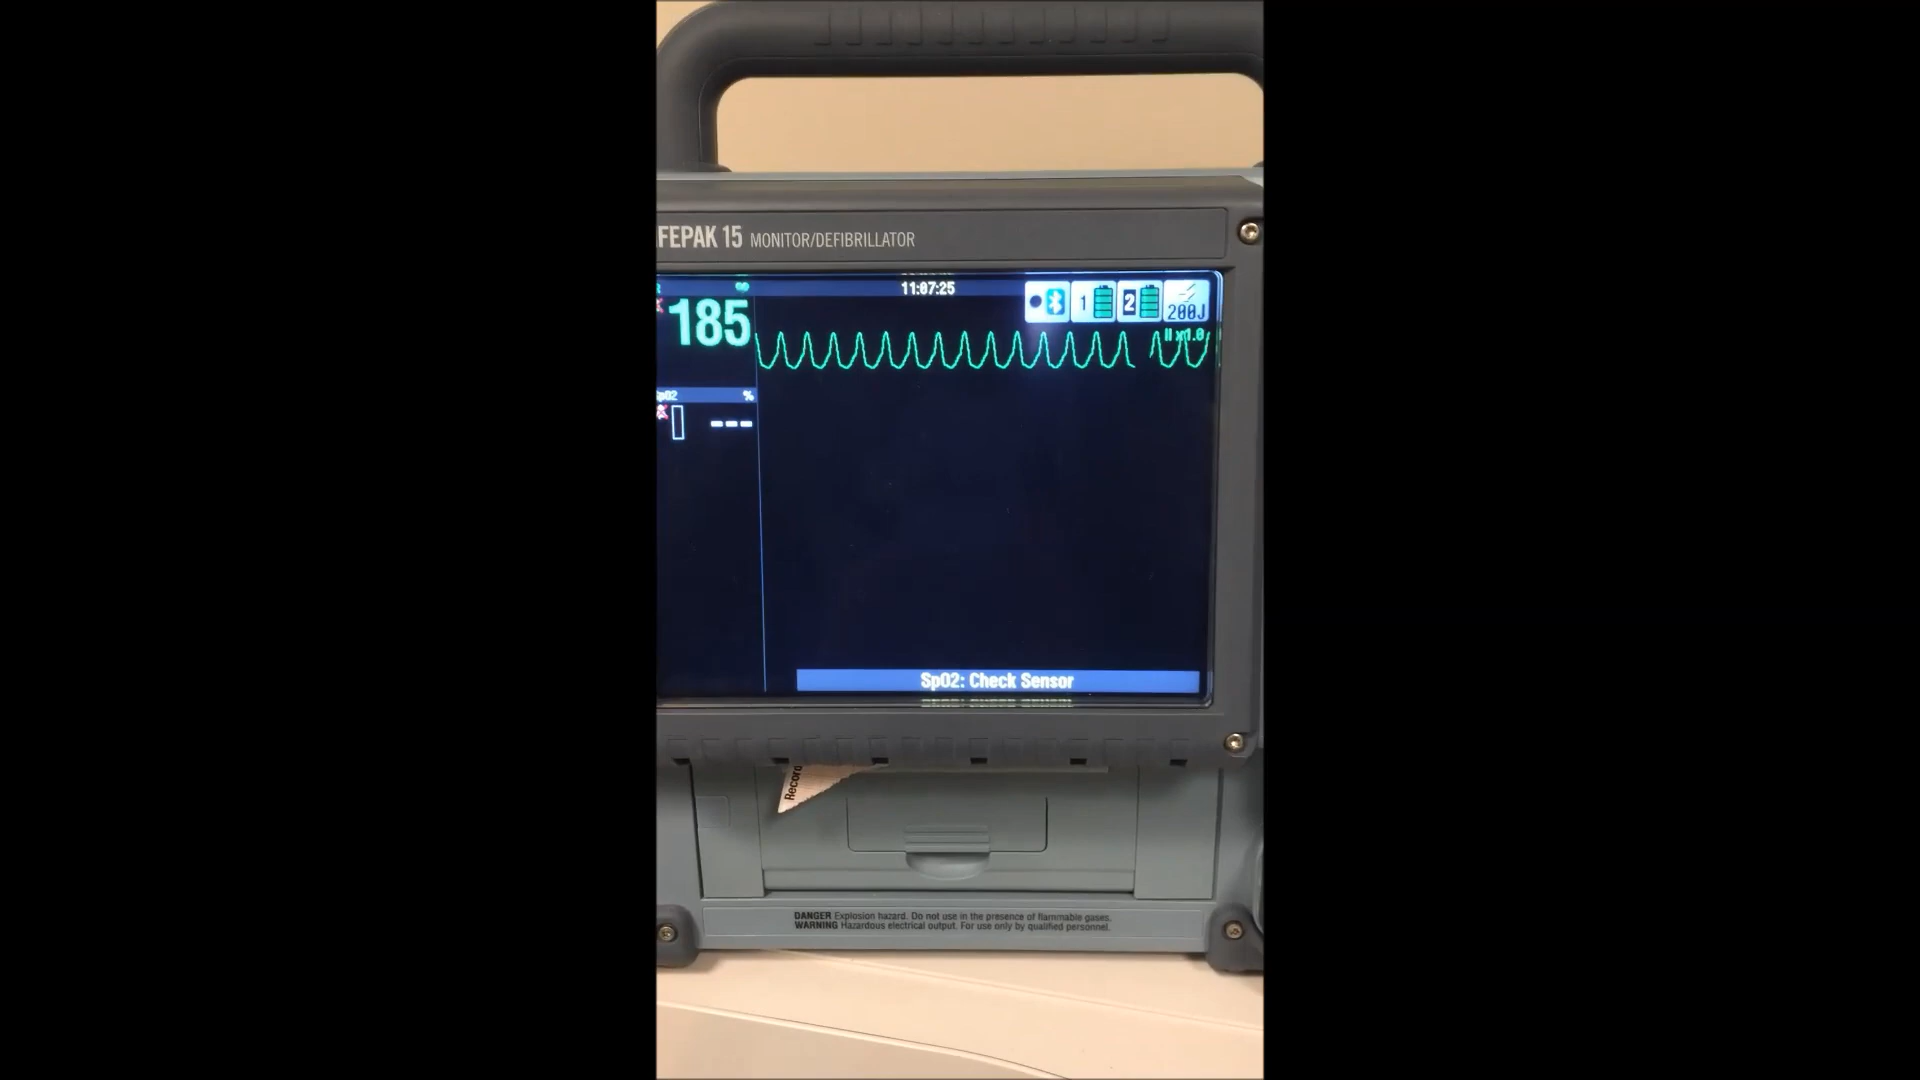 FEPAK 15 MONITOR/DEFIBRILLATOR
11:07:25
1 2 200J
185
II x1.0
SpO2 %
---
SpO2: Check Sensor
Record
DANGER Explosion hazard. Do not use in the presence of flammable gases.
WARNING Hazardous electrical output. For use only by qualified personnel.